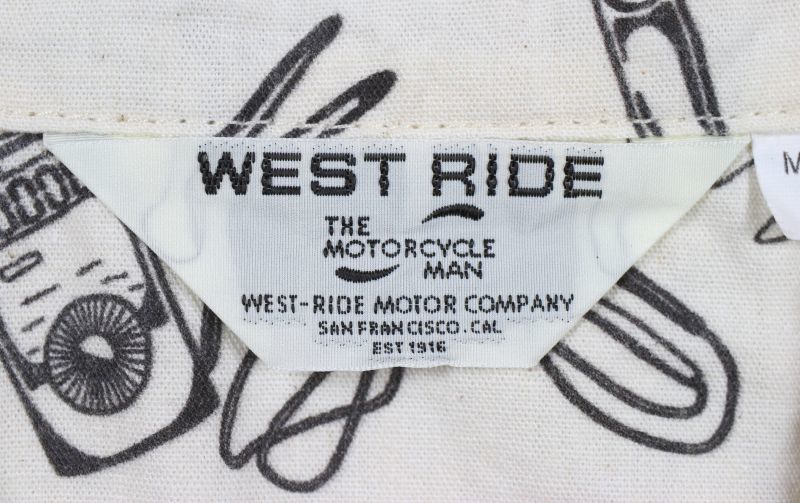 WEST RIDE
M
THE
MOTORCYCLE
MAN
WEST-RIDE MOTOR COMPANY
SAN FRANCISCO.CAL
EST 1916